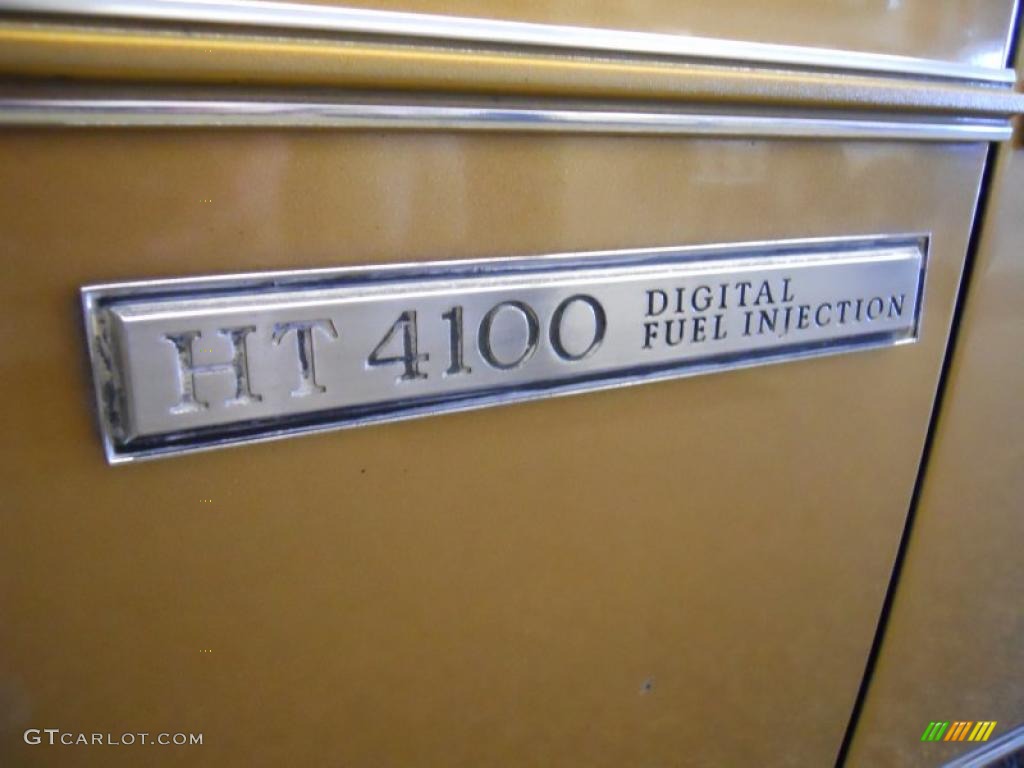 HT 4100
DIGITAL
FUEL INJECTION
GTCARLOT.COM